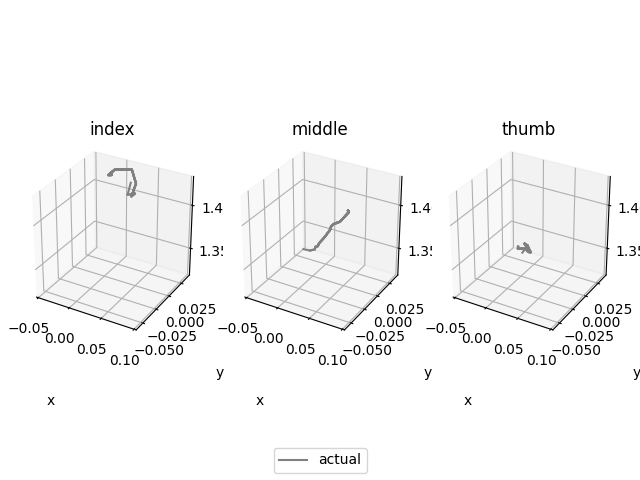 index middle thumb
1.4 1.4 1.4
1.35 1.35 1.35
0.025 0.025 0.025
0.000 0.000 0.000
−0.025 −0.025 −0.025
−0.050 −0.050 −0.050
−0.05 0.00 0.05 0.10 −0.05 0.00 0.05 0.10 −0.05 0.00 0.05 0.10
y y y
x x x
actual